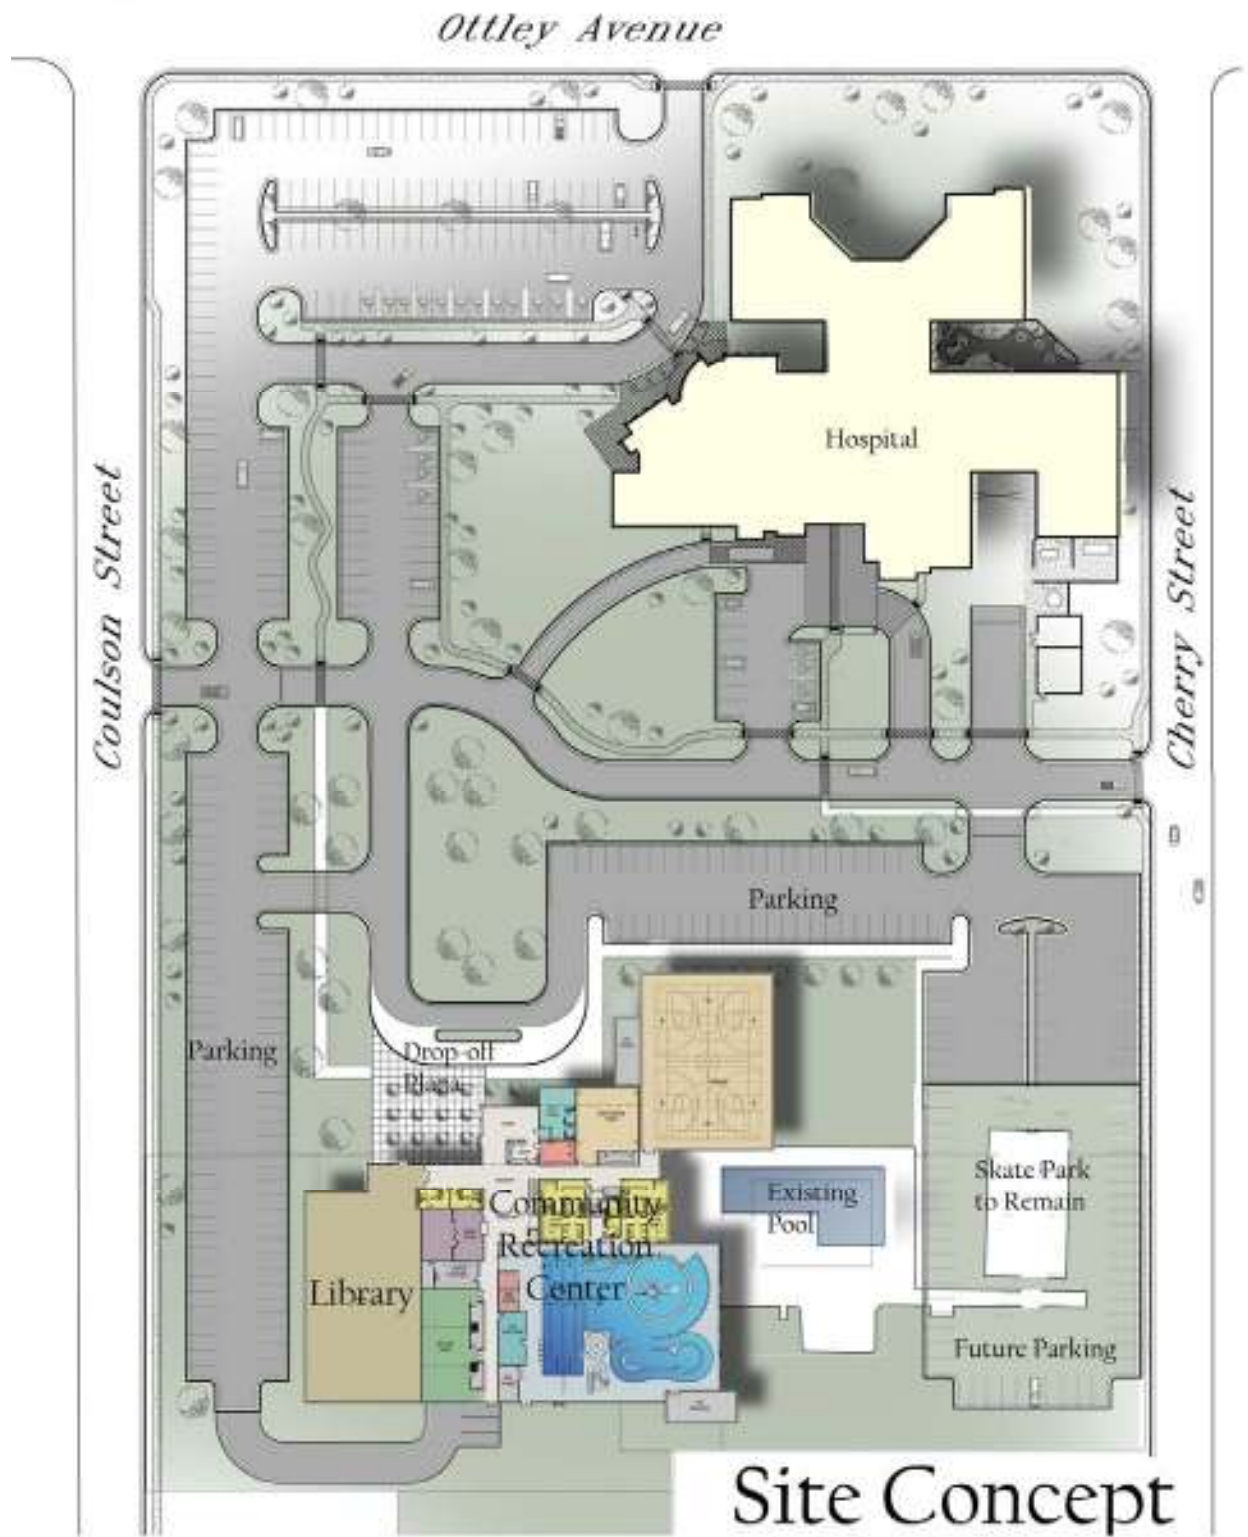 Ottley Avenue
Hospital
Coulson Street
Cherry Street
Parking
Parking
Drop-off
Plaza
Skate Park
to Remain
Existing
Pool
Community
Recreation
Center
Library
Future Parking
Site Concept